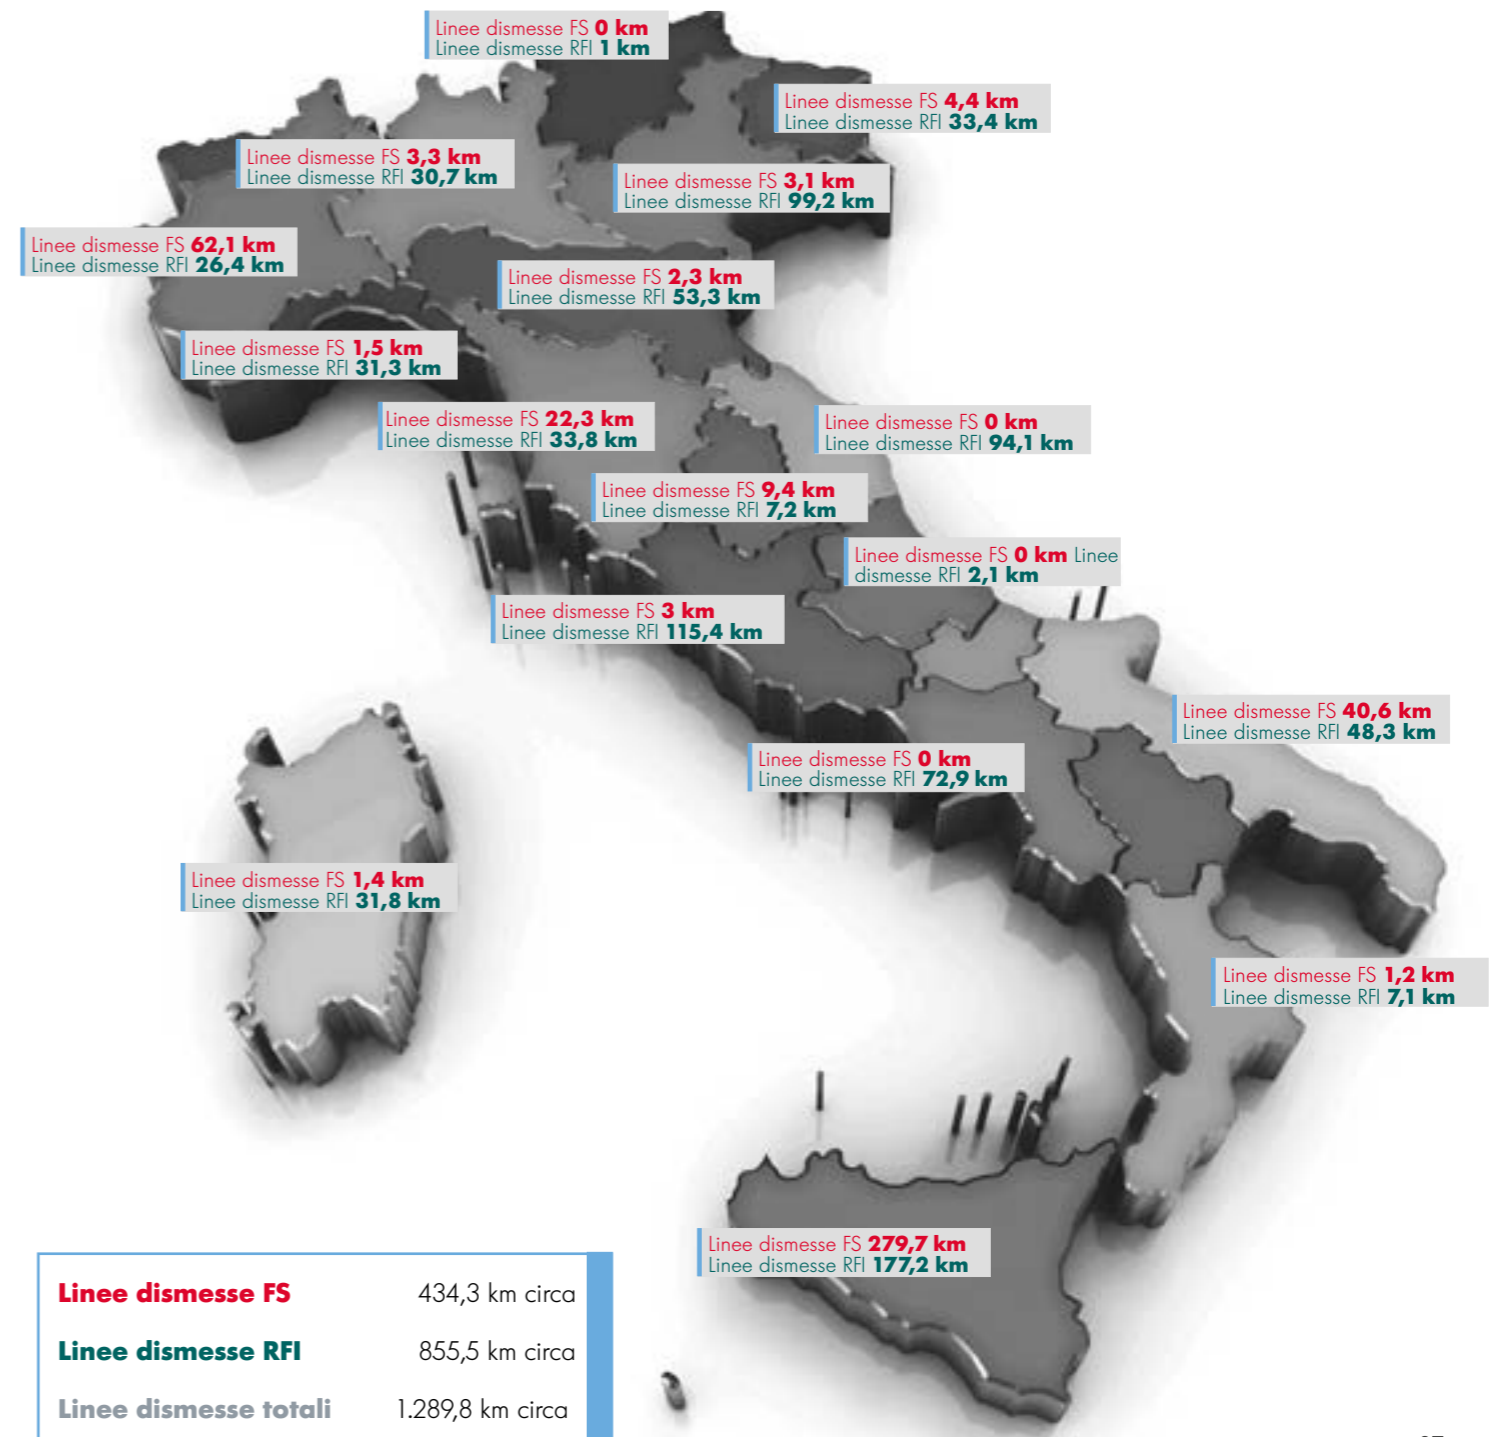 Linee dismesse FS 0 km
Linee dismesse RFI 1 km
Linee dismesse FS 4,4 km
Linee dismesse RFI 33,4 km
Linee dismesse FS 3,3 km
Linee dismesse RFI 30,7 km
Linee dismesse FS 3,1 km
Linee dismesse RFI 99,2 km
Linee dismesse FS 62,1 km
Linee dismesse RFI 26,4 km
Linee dismesse FS 2,3 km
Linee dismesse RFI 53,3 km
Linee dismesse FS 1,5 km
Linee dismesse RFI 31,3 km
Linee dismesse FS 22,3 km
Linee dismesse RFI 33,8 km
Linee dismesse FS 0 km
Linee dismesse RFI 94,1 km
Linee dismesse FS 9,4 km
Linee dismesse RFI 7,2 km
Linee dismesse FS 0 km Linee
dismesse RFI 2,1 km
Linee dismesse FS 3 km
Linee dismesse RFI 115,4 km
Linee dismesse FS 40,6 km
Linee dismesse RFI 48,3 km
Linee dismesse FS 0 km
Linee dismesse RFI 72,9 km
Linee dismesse FS 1,4 km
Linee dismesse RFI 31,8 km
Linee dismesse FS 1,2 km
Linee dismesse RFI 7,1 km
Linee dismesse FS 279,7 km
Linee dismesse RFI 177,2 km
Linee dismesse FS 434,3 km circa
Linee dismesse RFI 855,5 km circa
Linee dismesse totali 1.289,8 km circa